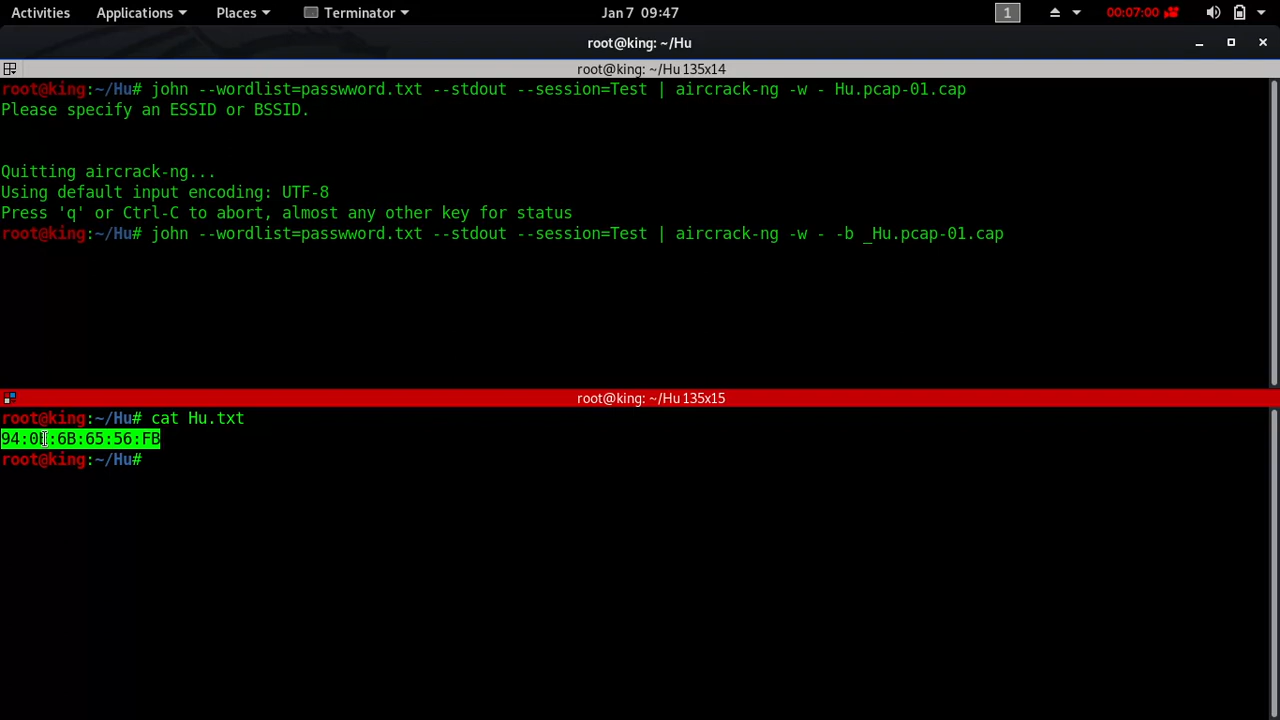 Activities Applications Places Terminator Jan 7 09:47 1 00:07:00
root@king: ~/Hu
root@king: ~/Hu 135x14
root@king:~/Hu# john --wordlist=passwword.txt --stdout --session=Test | aircrack-ng -w - Hu.pcap-01.cap
Please specify an ESSID or BSSID.
Quitting aircrack-ng...
Using default input encoding: UTF-8
Press 'q' or Ctrl-C to abort, almost any other key for status
root@king:~/Hu# john --wordlist=passwword.txt --stdout --session=Test | aircrack-ng -w - -b _Hu.pcap-01.cap
root@king: ~/Hu 135x15
root@king:~/Hu# cat Hu.txt
:6B:65:56:FB
root@king:~/Hu#